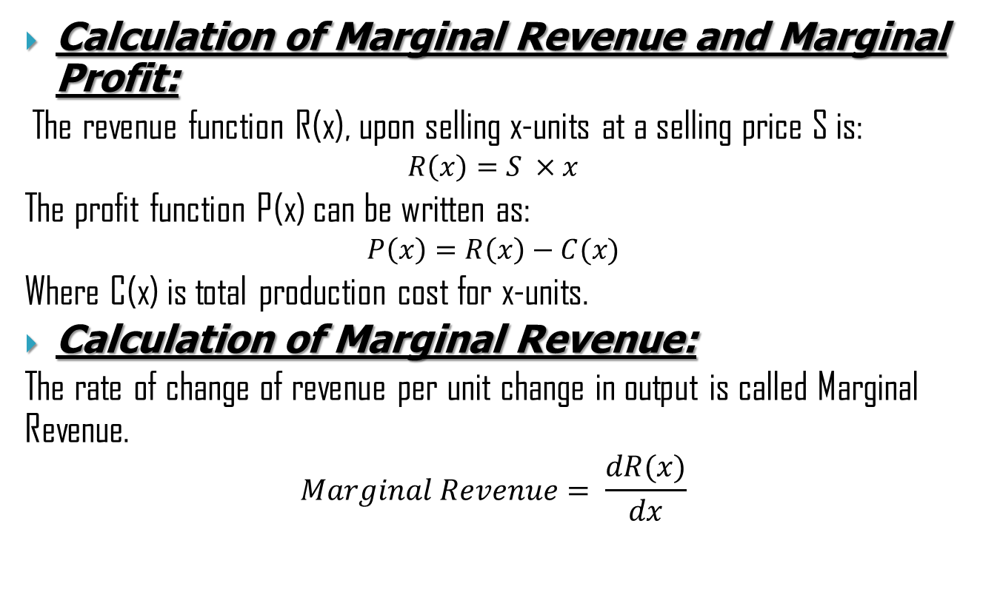 Calculation of Marginal Revenue and Marginal
Profit:
The revenue function R(x), upon selling x-units at a selling price S is:
R(x) = S × x
The profit function P(x) can be written as:
P(x) = R(x) − C(x)
Where C(x) is total production cost for x-units.
Calculation of Marginal Revenue:
The rate of change of revenue per unit change in output is called Marginal
Revenue.
Marginal Revenue = dR(x)/dx